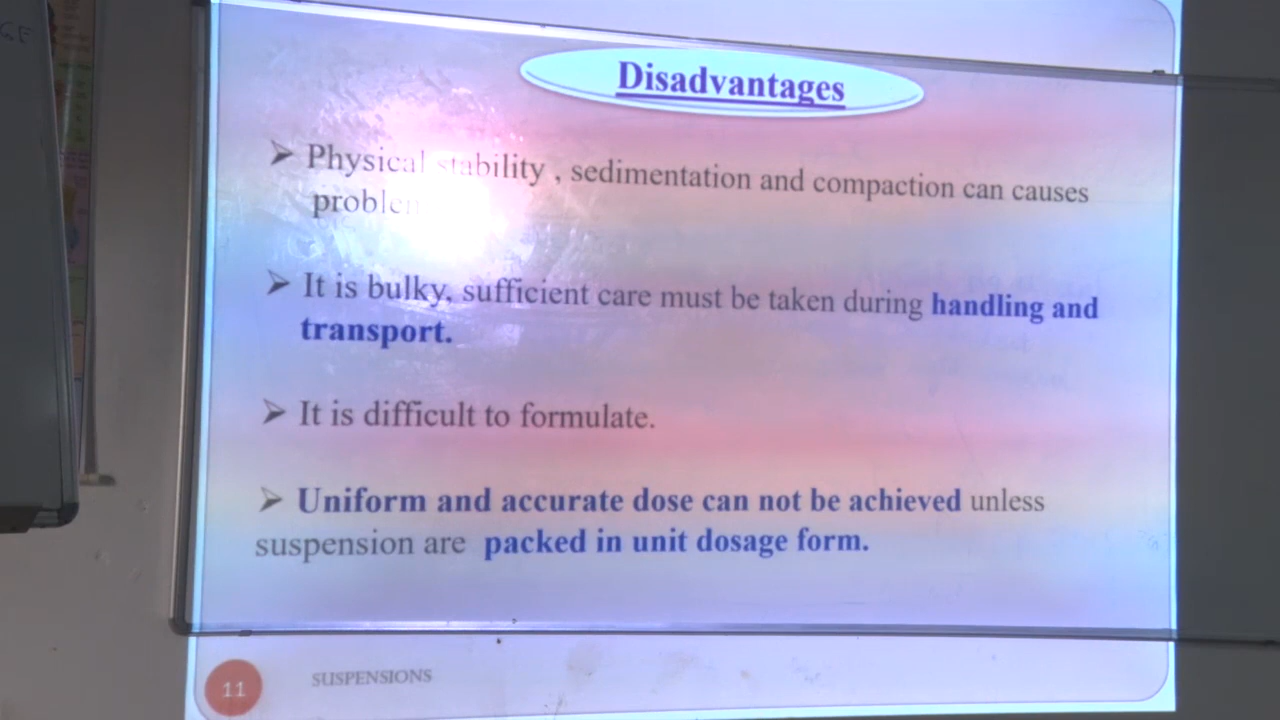 Disadvantages
➤ Physical stability , sedimentation and compaction can causes
➤ It is bulky, sufficient care must be taken during handling and
transport.
➤ It is difficult to formulate.
➤ Uniform and accurate dose can not be achieved unless
suspension are packed in unit dosage form.
11
SUSPENSIONS